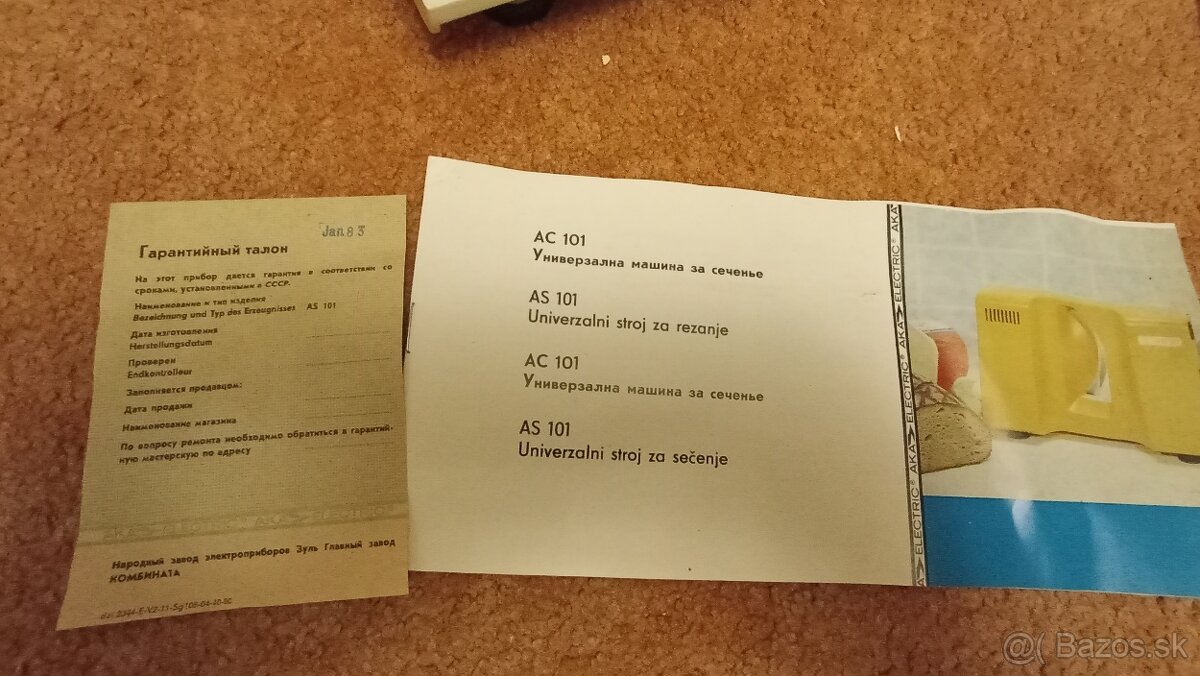 Jan 83
Гарантийный талон
На этот прибор дается гарантия в соответствии со
сроками, установленными в СССР.
Наименование и тип изделия
Bezeichnung und Typ des Erzeugnisses AS 101
Дата изготовления
Herstellungsdatum
Проверен
Endkontrolleur
Заполняется продавцом:
Дата продажи
Наименование магазина
По вопросу ремонта необходимо обратиться в гарантий-
ную мастерскую по адресу
Народный завод электроприборов Зуль Главный завод
КОМБИНАТА
AC 101
Универзална машина за сеченье
AS 101
Univerzalni stroj za rezanje
AC 101
Универзална машина за сеченье
AS 101
Univerzalni stroj za sečenje
AKA ELECTRIC® AKA ELECTRIC® AKA ELECTRIC® AKA
@( Bazos.sk